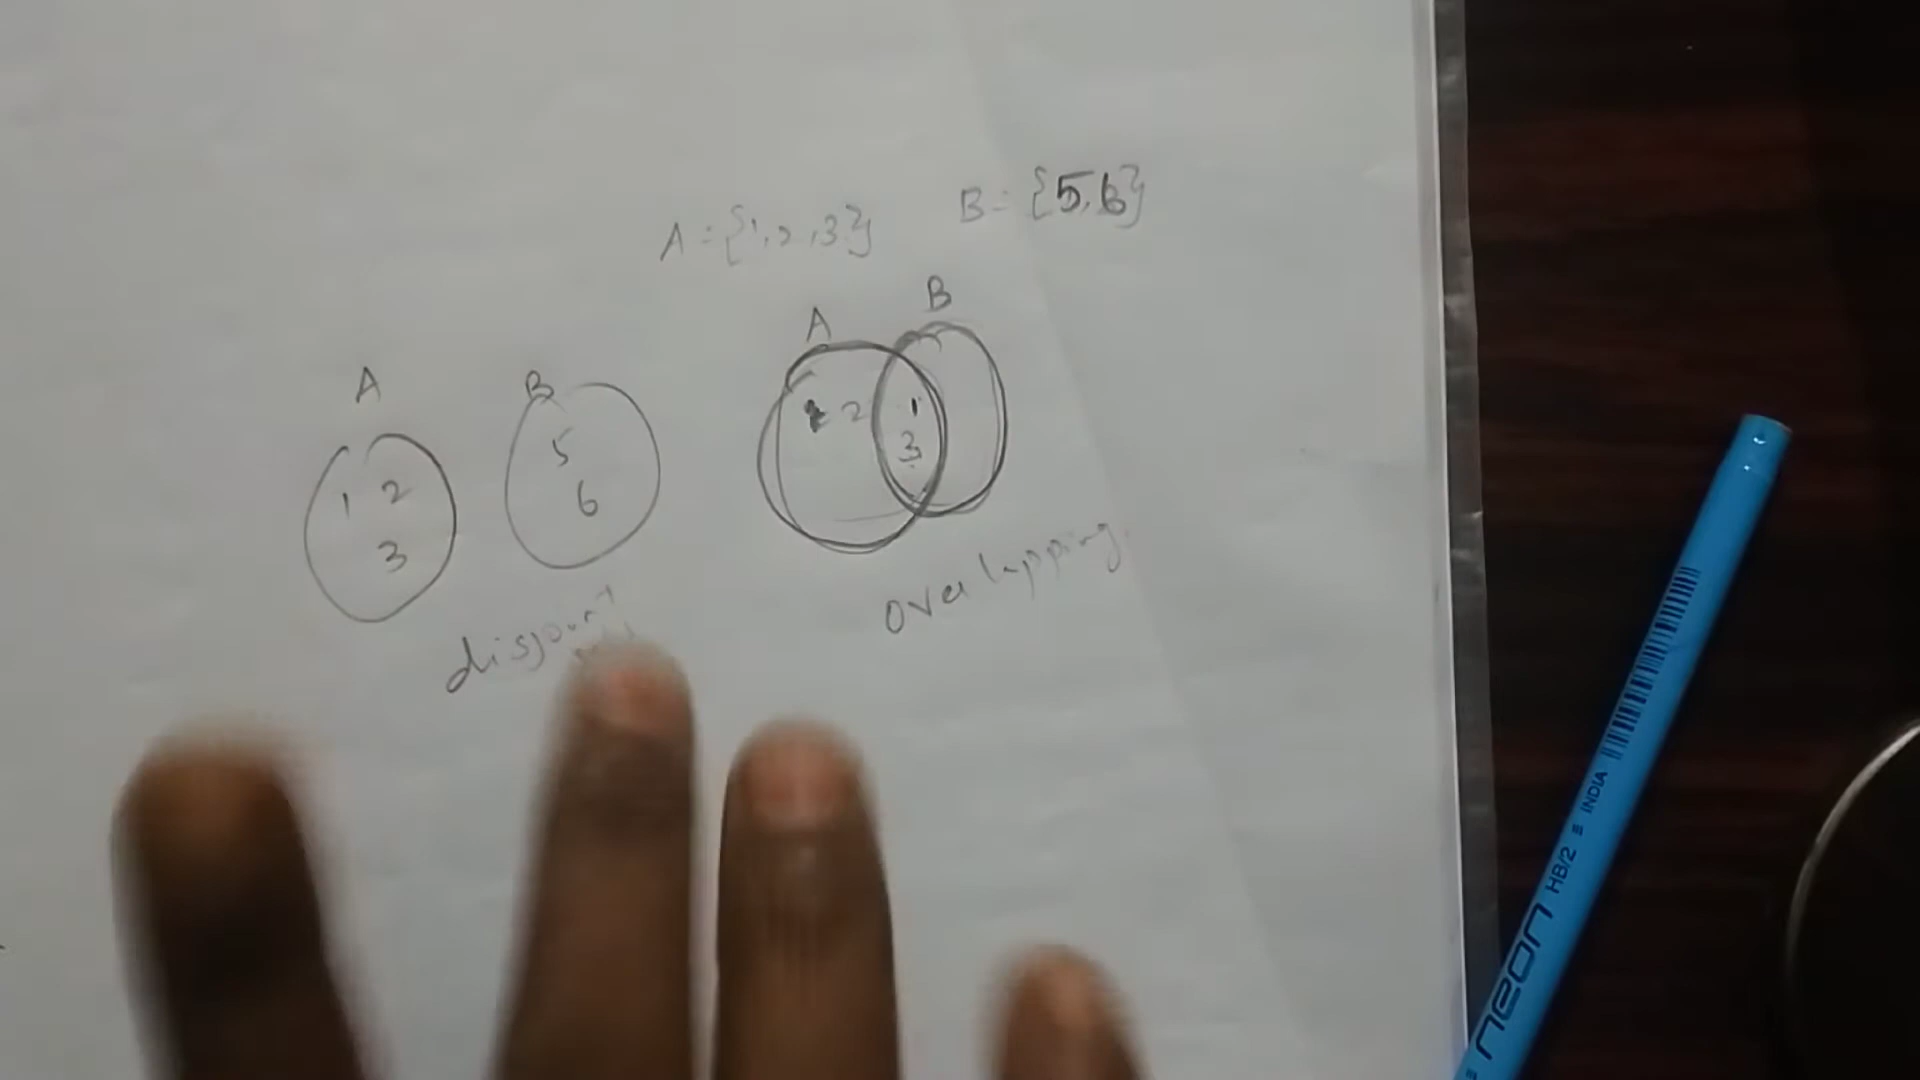 A = {1, 2, 3} B = {5, 6}
A B
1 2
3
5
6
A B
2 1
3
disjoint
overlapping.
neon HB/2 ≡ INDIA